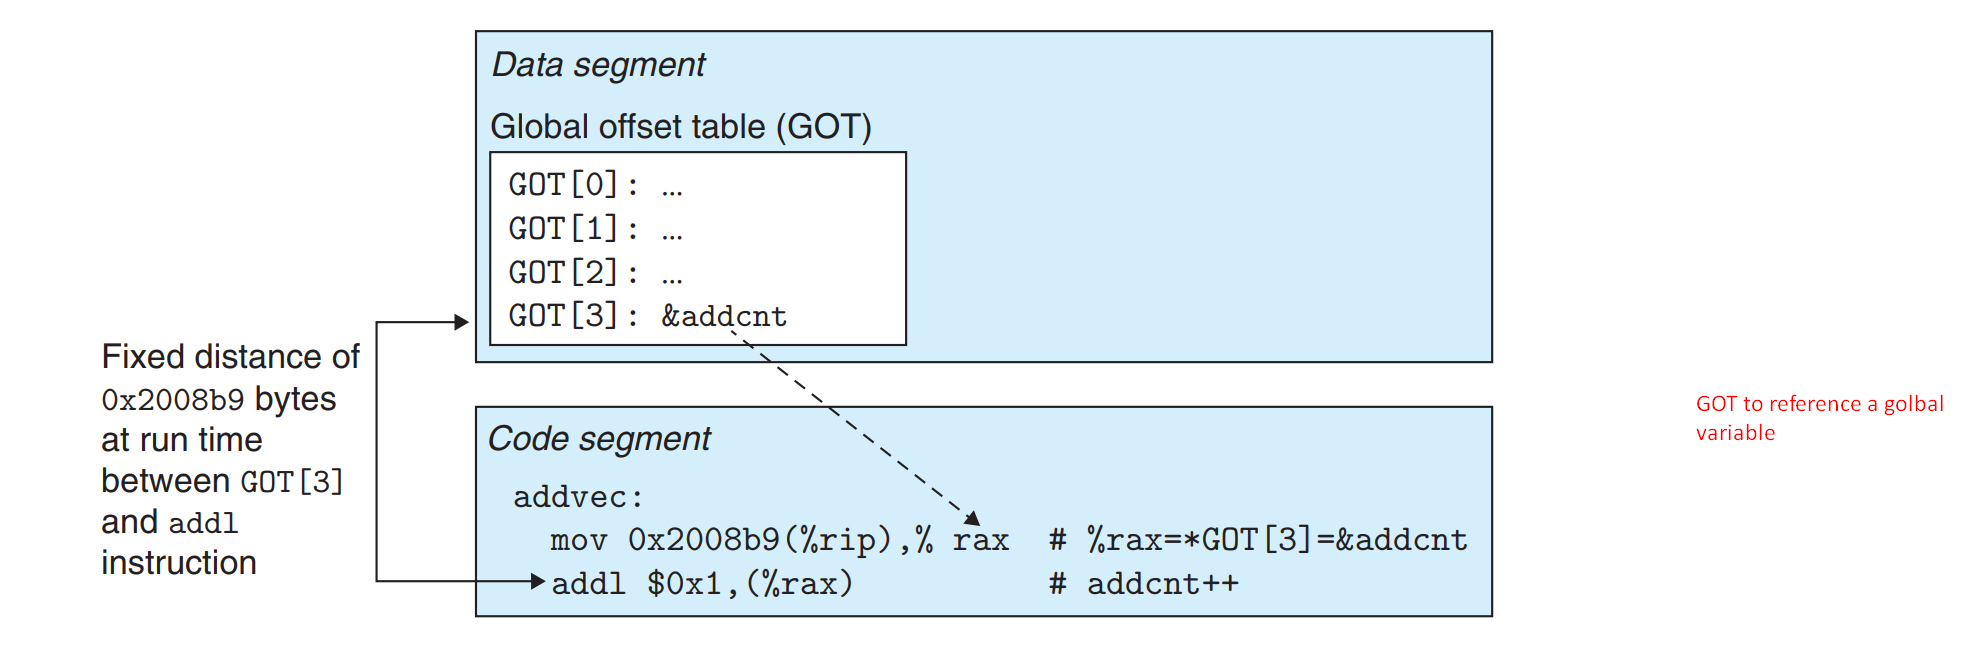 Data segment
Global offset table (GOT)
GOT[0]: …
GOT[1]: …
GOT[2]: …
GOT[3]: &addcnt
Fixed distance of
0x2008b9 bytes
at run time
between GOT[3]
and addl
instruction
Code segment
addvec:
mov 0x2008b9(%rip),% rax # %rax=*GOT[3]=&addcnt
addl $0x1,(%rax) # addcnt++
GOT to reference a golbal
variable